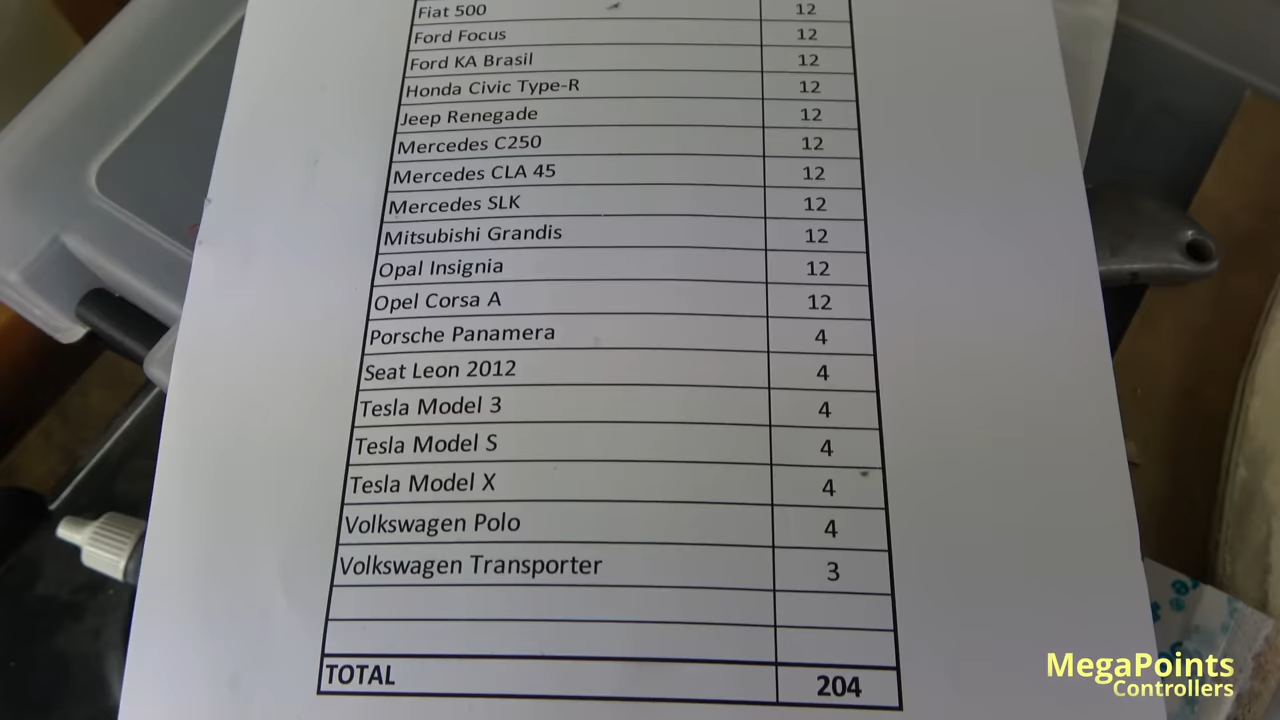 Fiat 500 12
Ford Focus 12
Ford KA Brasil 12
Honda Civic Type-R 12
Jeep Renegade 12
Mercedes C250 12
Mercedes CLA 45 12
Mercedes SLK 12
Mitsubishi Grandis 12
Opal Insignia 12
Opel Corsa A 12
Porsche Panamera 4
Seat Leon 2012 4
Tesla Model 3 4
Tesla Model S 4
Tesla Model X 4
Volkswagen Polo 4
Volkswagen Transporter 3
TOTAL 204
MegaPoints
Controllers